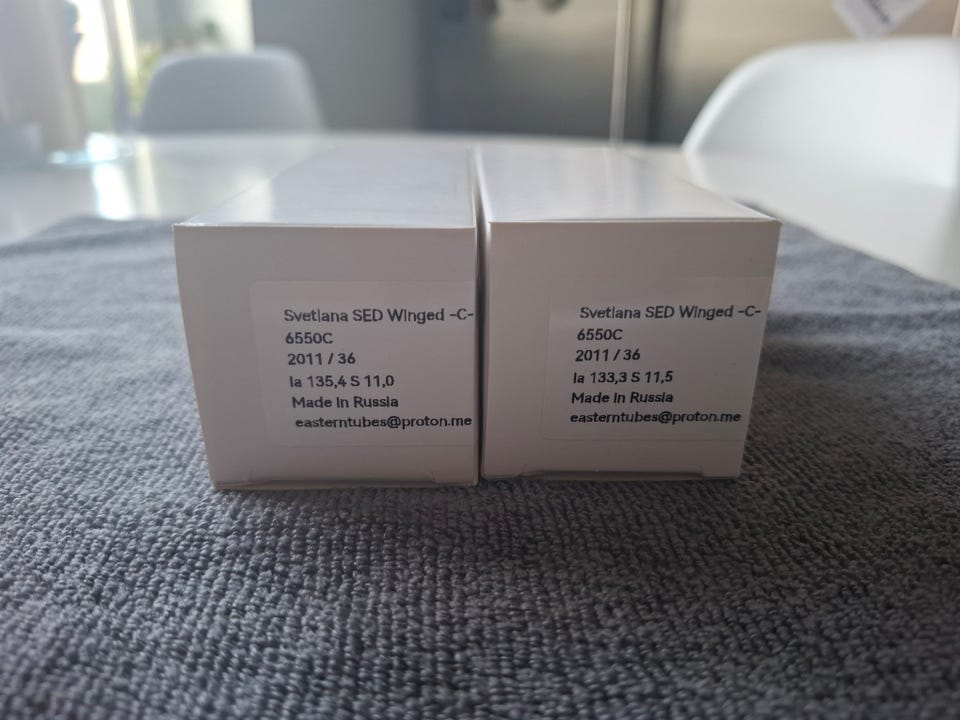 Svetlana SED Winged -C-
6550C
2011 / 36
Ia 135,4 S 11,0
Made in Russia
easterntubes@proton.me
Svetlana SED Winged -C-
6550C
2011 / 36
Ia 133,3 S 11,5
Made in Russia
easterntubes@proton.me